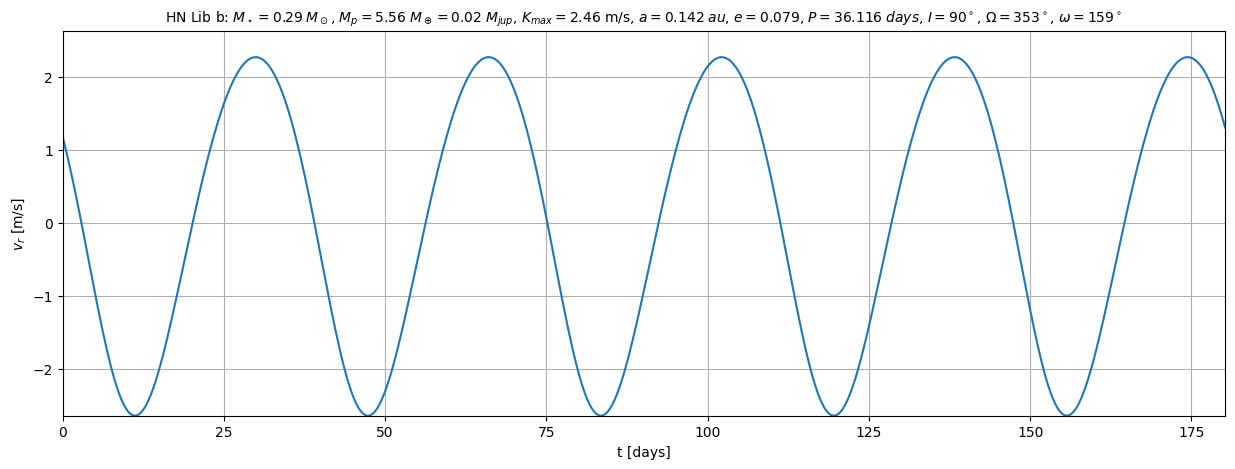 HN Lib b: M⋆ = 0.29 M⊙, Mp = 5.56 M⊕ = 0.02 Mjup, Kmax = 2.46 m/s, a = 0.142 au, e = 0.079, P = 36.116 days, I = 90°, Ω = 353°, ω = 159°
2
1
0
−1
−2
vr [m/s]
0 25 50 75 100 125 150 175
t [days]